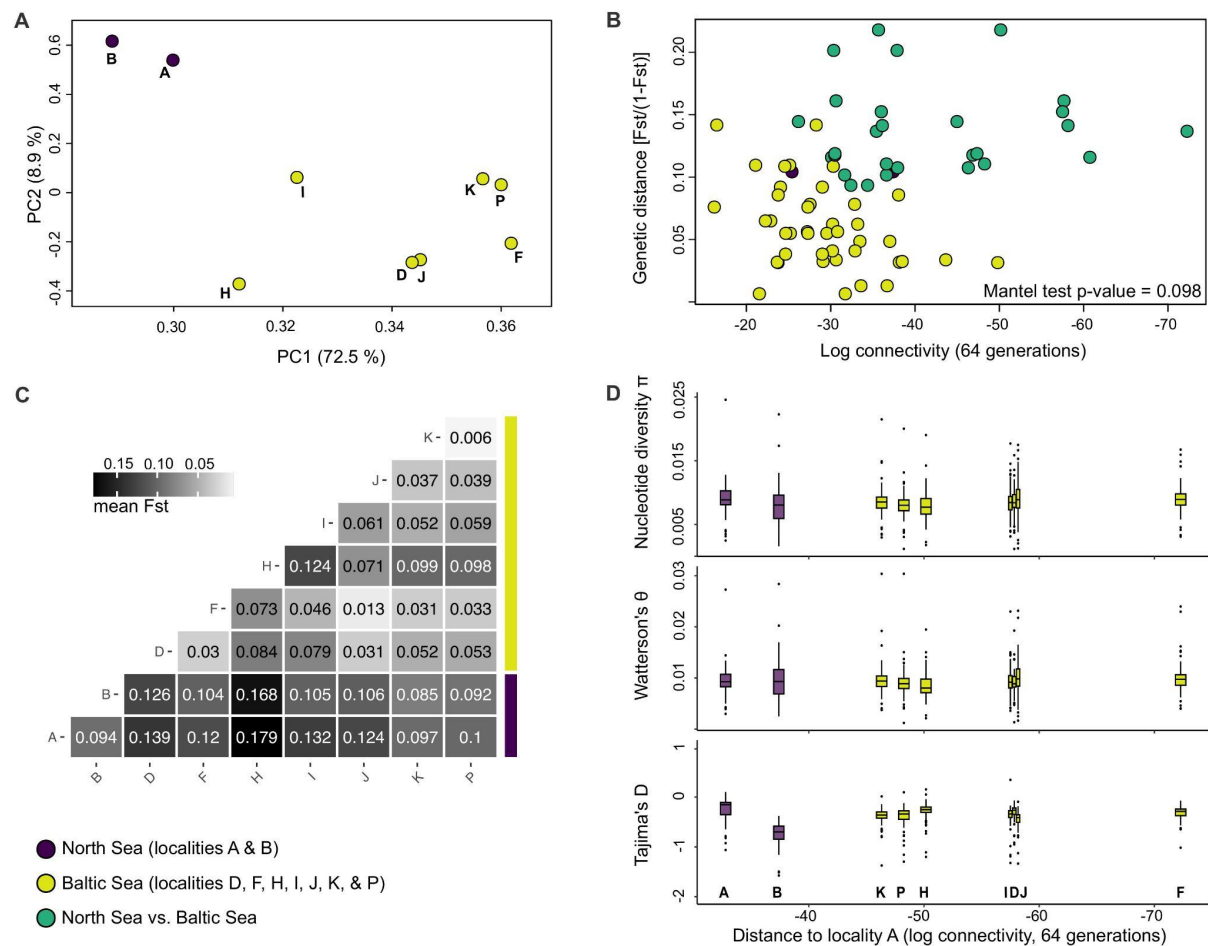 A
B
A
I
K
P
F
D
J
H
0.6
0.4
0.2
0
-0.2
-0.4
PC2 (8.9 %)
0.30
0.32
0.34
0.36
PC1 (72.5 %)
B
0.20
0.15
0.10
0.05
Genetic distance [Fst/(1-Fst)]
Mantel test p-value = 0.098
-20
-30
-40
-50
-60
-70
Log connectivity (64 generations)
C
0.15 0.10 0.05
mean Fst
K- 0.006
J- 0.037 0.039
I- 0.061 0.052 0.059
H- 0.124 0.071 0.099 0.098
F- 0.073 0.046 0.013 0.031 0.033
D- 0.03 0.084 0.079 0.031 0.052 0.053
B- 0.126 0.104 0.168 0.105 0.106 0.085 0.092
A- 0.094 0.139 0.12 0.179 0.132 0.124 0.097 0.1
B D F H I J K P
North Sea (localities A & B)
Baltic Sea (localities D, F, H, I, J, K, & P)
North Sea vs. Baltic Sea
D
Nucleotide diversity π
0.025
0.015
0.005
Watterson's θ
0.03
0.02
0.01
Tajima's D
1
0
-1
-2
A B K P H I D J F
-40
-50
-60
-70
Distance to locality A (log connectivity, 64 generations)